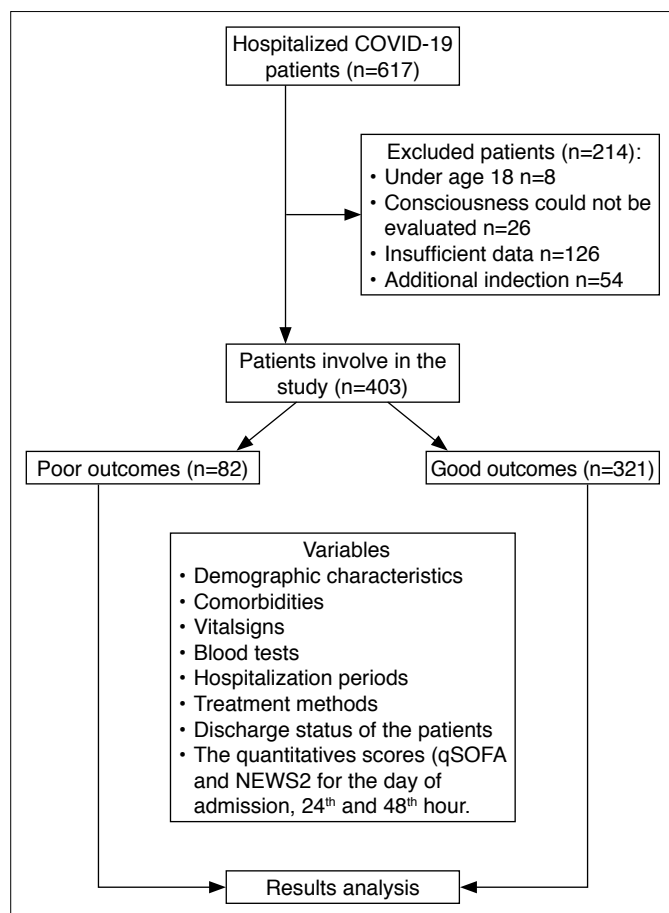 Hospitalized COVID-19
patients (n=617)
Excluded patients (n=214):
• Under age 18 n=8
• Consciousness could not be
evaluated n=26
• Insufficient data n=126
• Additional indection n=54
Patients involve in the
study (n=403)
Poor outcomes (n=82)
Good outcomes (n=321)
Variables
• Demographic characteristics
• Comorbidities
• Vitalsigns
• Blood tests
• Hospitalization periods
• Treatment methods
• Discharge status of the patients
• The quantitatives scores (qSOFA
and NEWS2 for the day of
admission, 24th and 48th hour.
Results analysis